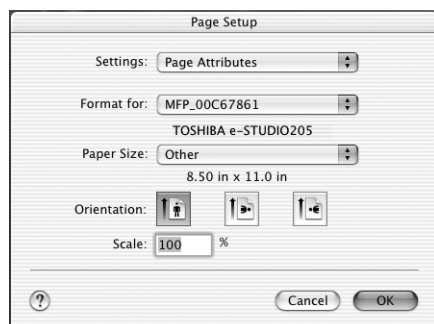 Page Setup
Settings: Page Attributes
Format for: MFP_00C67861
TOSHIBA e-STUDIO205
Paper Size: Other
8.50 in x 11.0 in
Orientation:
Scale: 100 %
? Cancel OK